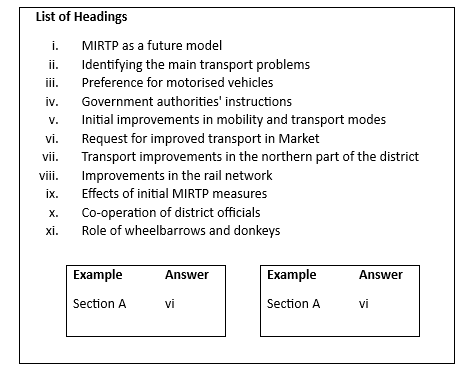 List of Headings
i. MIRTP as a future model
ii. Identifying the main transport problems
iii. Preference for motorised vehicles
iv. Government authorities' instructions
v. Initial improvements in mobility and transport modes
vi. Request for improved transport in Market
vii. Transport improvements in the northern part of the district
viii. Improvements in the rail network
ix. Effects of initial MIRTP measures
x. Co-operation of district officials
xi. Role of wheelbarrows and donkeys
Example Answer
Section A vi
Example Answer
Section A vi